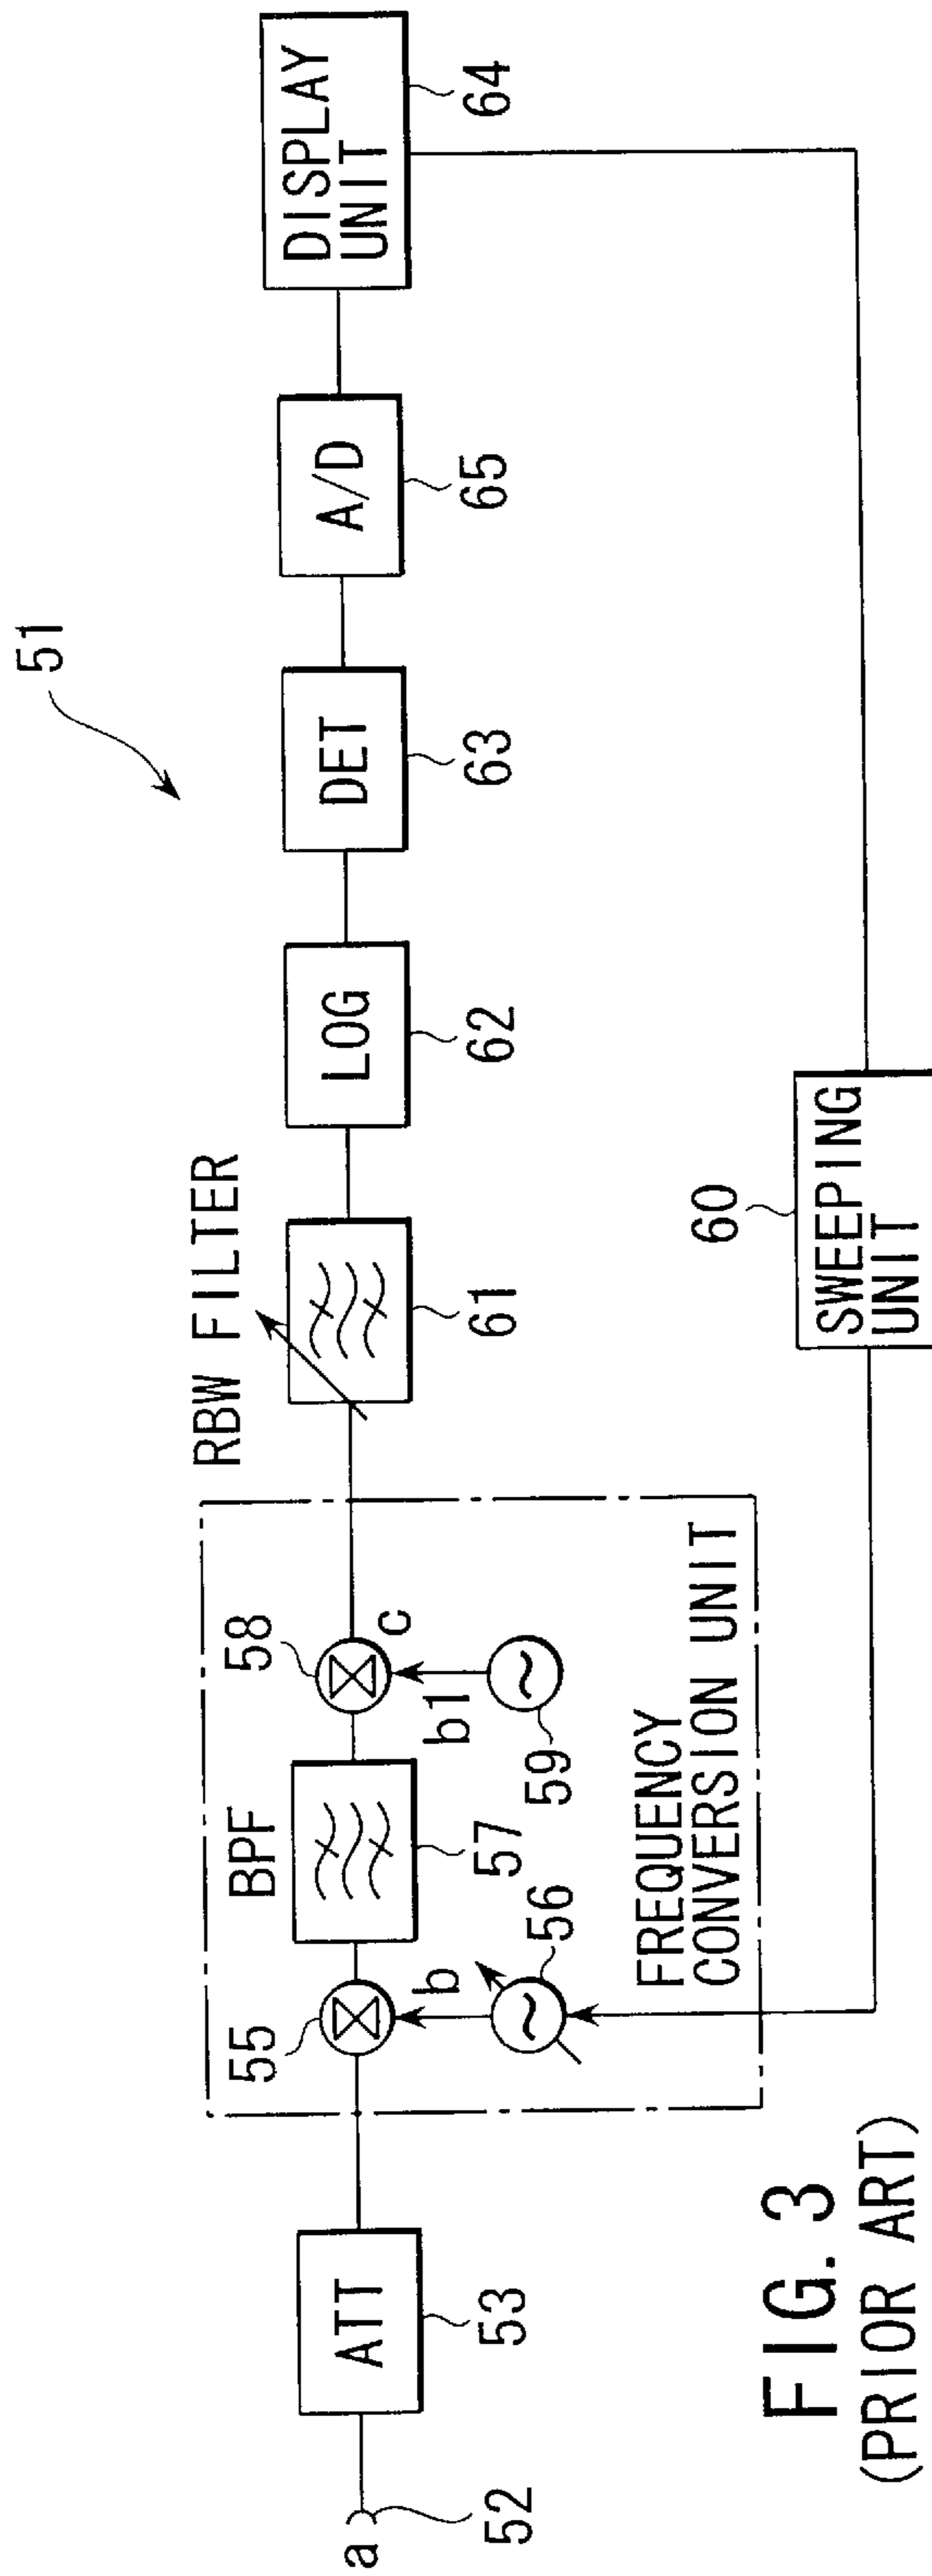 51
a
52
ATT
53
55
b
56
BPF
57
58
c
b1
59
FREQUENCY
CONVERSION UNIT
RBW FILTER
61
LOG
62
DET
63
A/D
65
DISPLAY
UNIT
64
60
SWEEPING
UNIT
FIG. 3
(PRIOR ART)